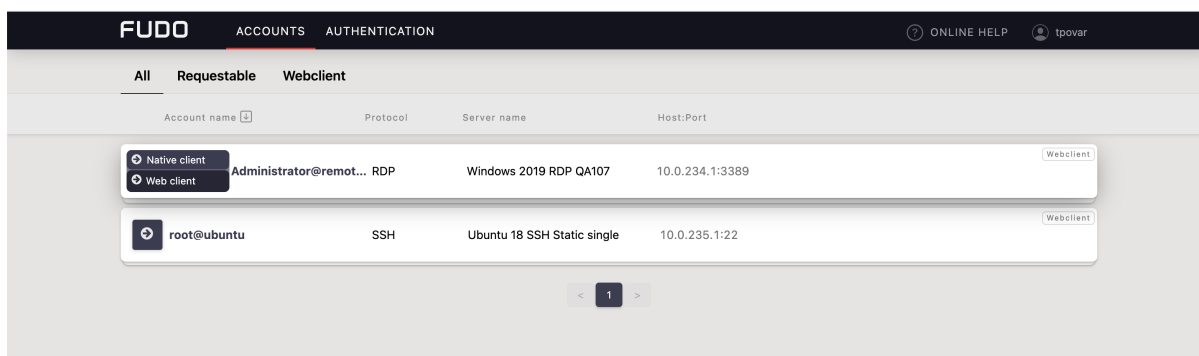 FUDO ACCOUNTS AUTHENTICATION ? ONLINE HELP tpovar
All Requestable Webclient
Account name Protocol Server name Host:Port
Webclient
Native client
Administrator@remot... RDP Windows 2019 RDP QA107 10.0.234.1:3389
Web client
Webclient
root@ubuntu SSH Ubuntu 18 SSH Static single 10.0.235.1:22
< 1 >